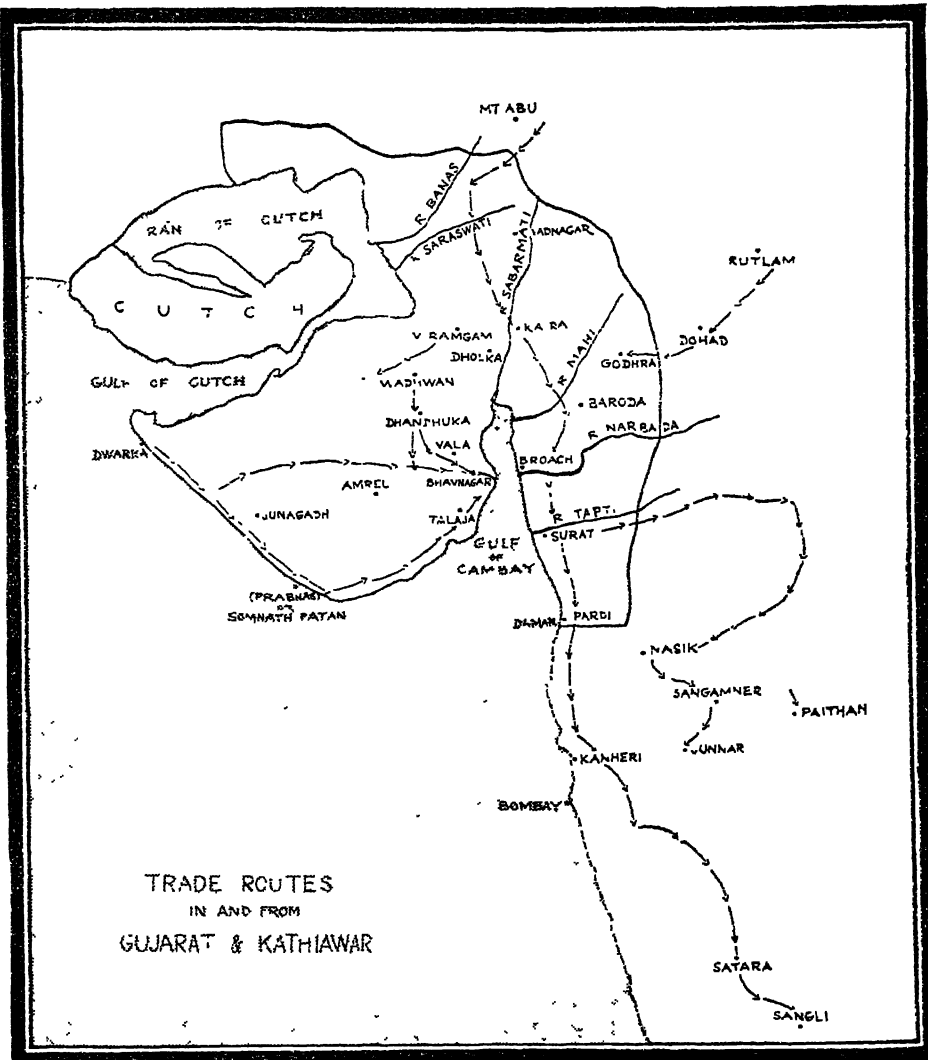 MT ABU
R BANAS
RAN OF CUTCH
R SARASWATI
R SABARMATI
ADNAGAR
RUTLAM
C U T C H
V RAMGAM
KA RA
DOHAD
DHOLKA
R MAHI
GODHRA
GULF OF CUTCH
WADHWAN
BARODA
DHANDHUKA
R NARBADA
DWARKA
VALA
BROACH
AMREL
BHAVNAGAR
JUNAGADH
TALAJA
R TAPTI
SURAT
GULF
OF
CAMBAY
(PRABHAS)
OR
SOMNATH PATAN
DAMAN
PARDI
NASIK
SANGAMNER
PAITHAN
JUNNAR
KANHERI
BOMBAY
TRADE ROUTES
IN AND FROM
GUJARAT & KATHIAWAR
SATARA
SANGLI